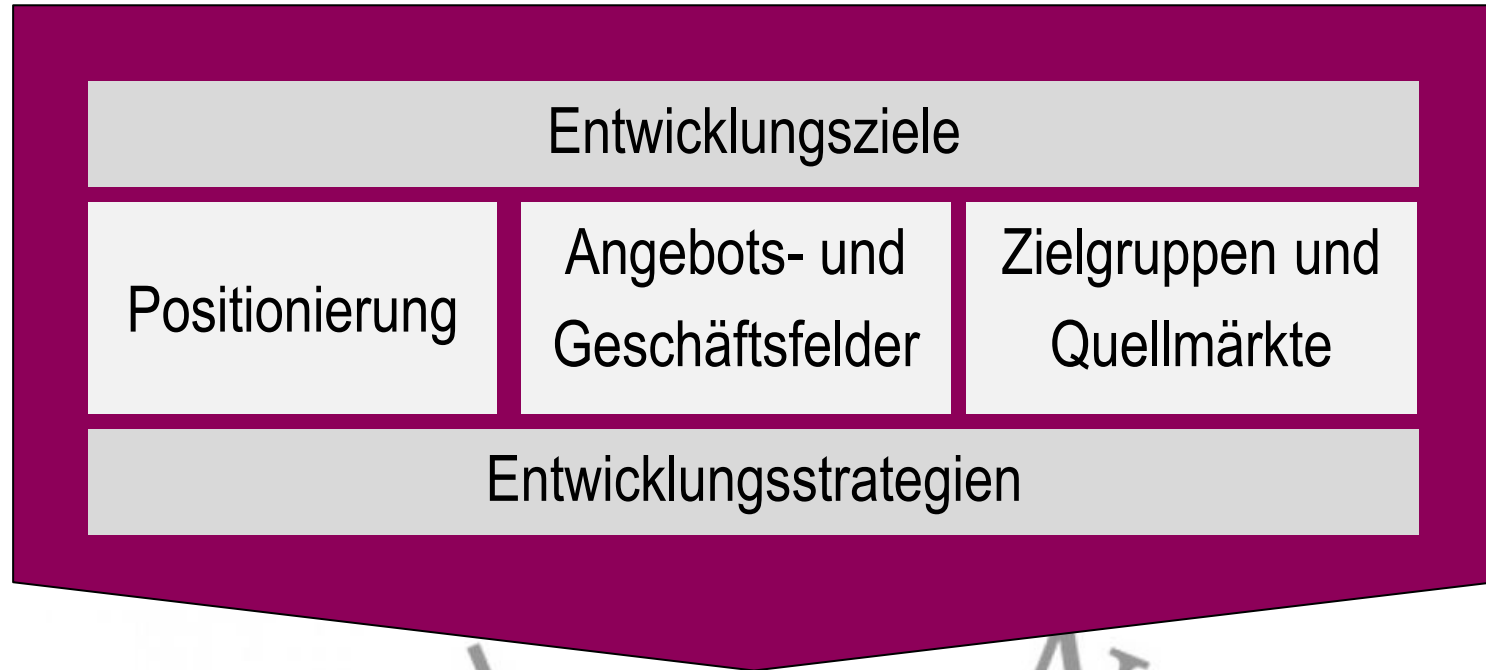 Entwicklungsziele
Positionierung
Angebots- und
Geschäftsfelder
Zielgruppen und
Quellmärkte
Entwicklungsstrategien